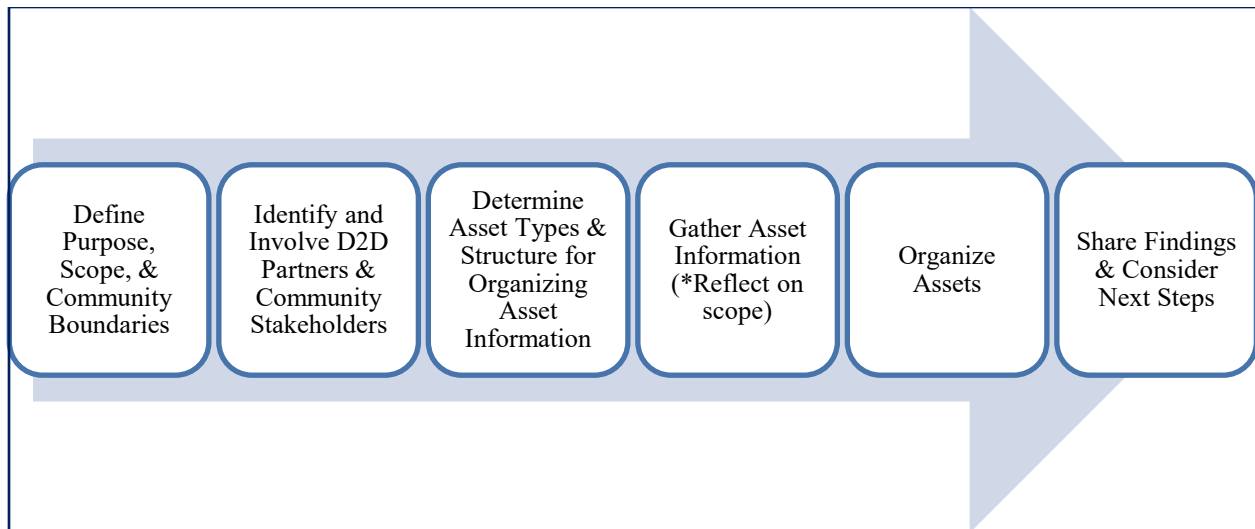 Define
Purpose,
Scope, &
Community
Boundaries
Identify and
Involve D2D
Partners &
Community
Stakeholders
Determine
Asset Types &
Structure for
Organizing
Asset
Information
Gather Asset
Information
(*Reflect on
scope)
Organize
Assets
Share Findings
& Consider
Next Steps